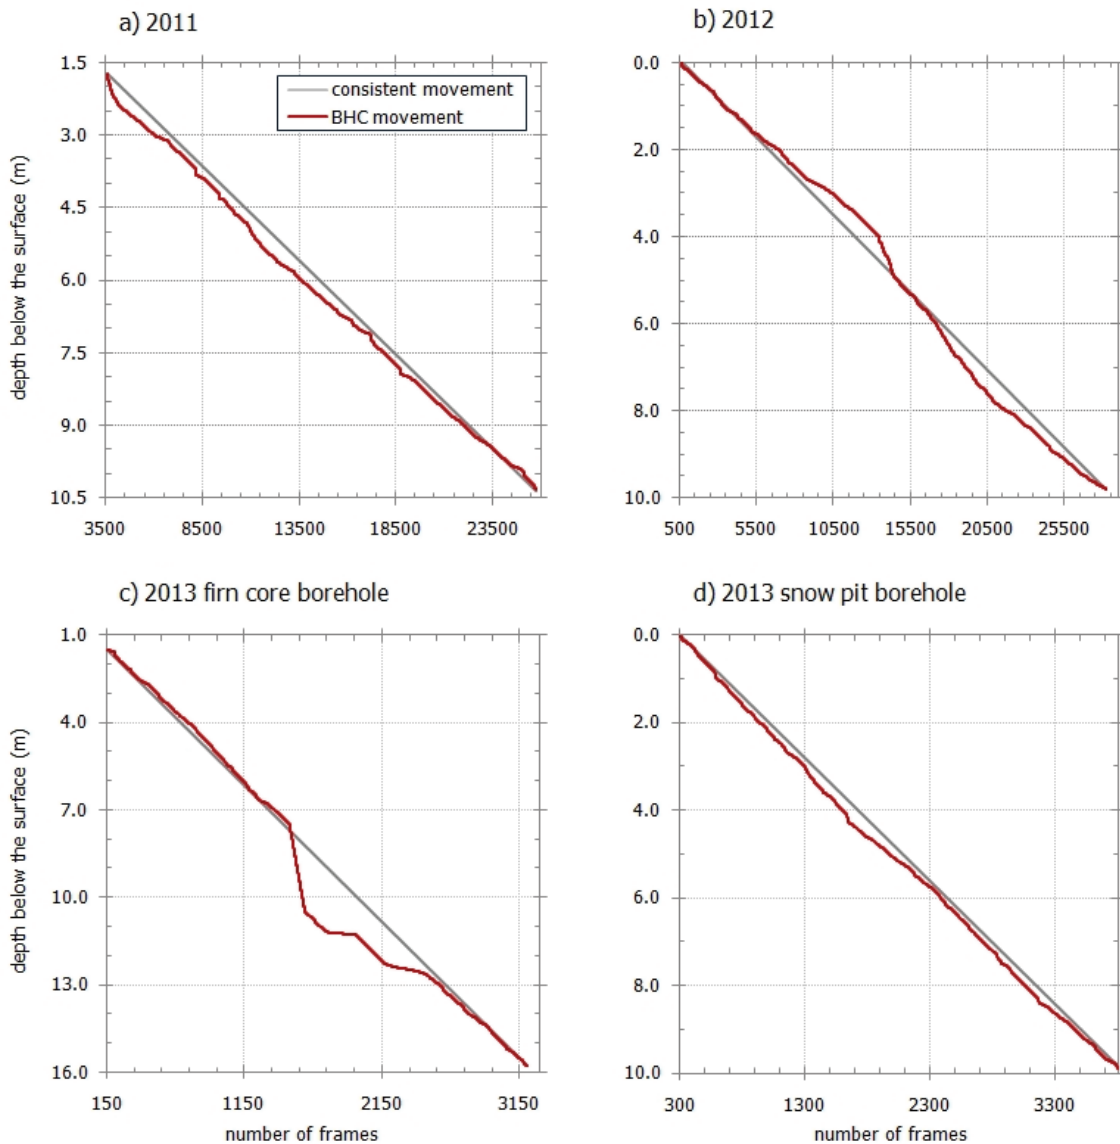 a) 2011
b) 2012
1.5
3.0
4.5
6.0
7.5
9.0
10.5
depth below the surface (m)
consistent movement
BHC movement
3500 8500 13500 18500 23500
0.0
2.0
4.0
6.0
8.0
10.0
500 5500 10500 15500 20500 25500
c) 2013 firn core borehole
d) 2013 snow pit borehole
1.0
4.0
7.0
10.0
13.0
16.0
depth below the surface (m)
150 1150 2150 3150
number of frames
0.0
2.0
4.0
6.0
8.0
10.0
300 1300 2300 3300
number of frames